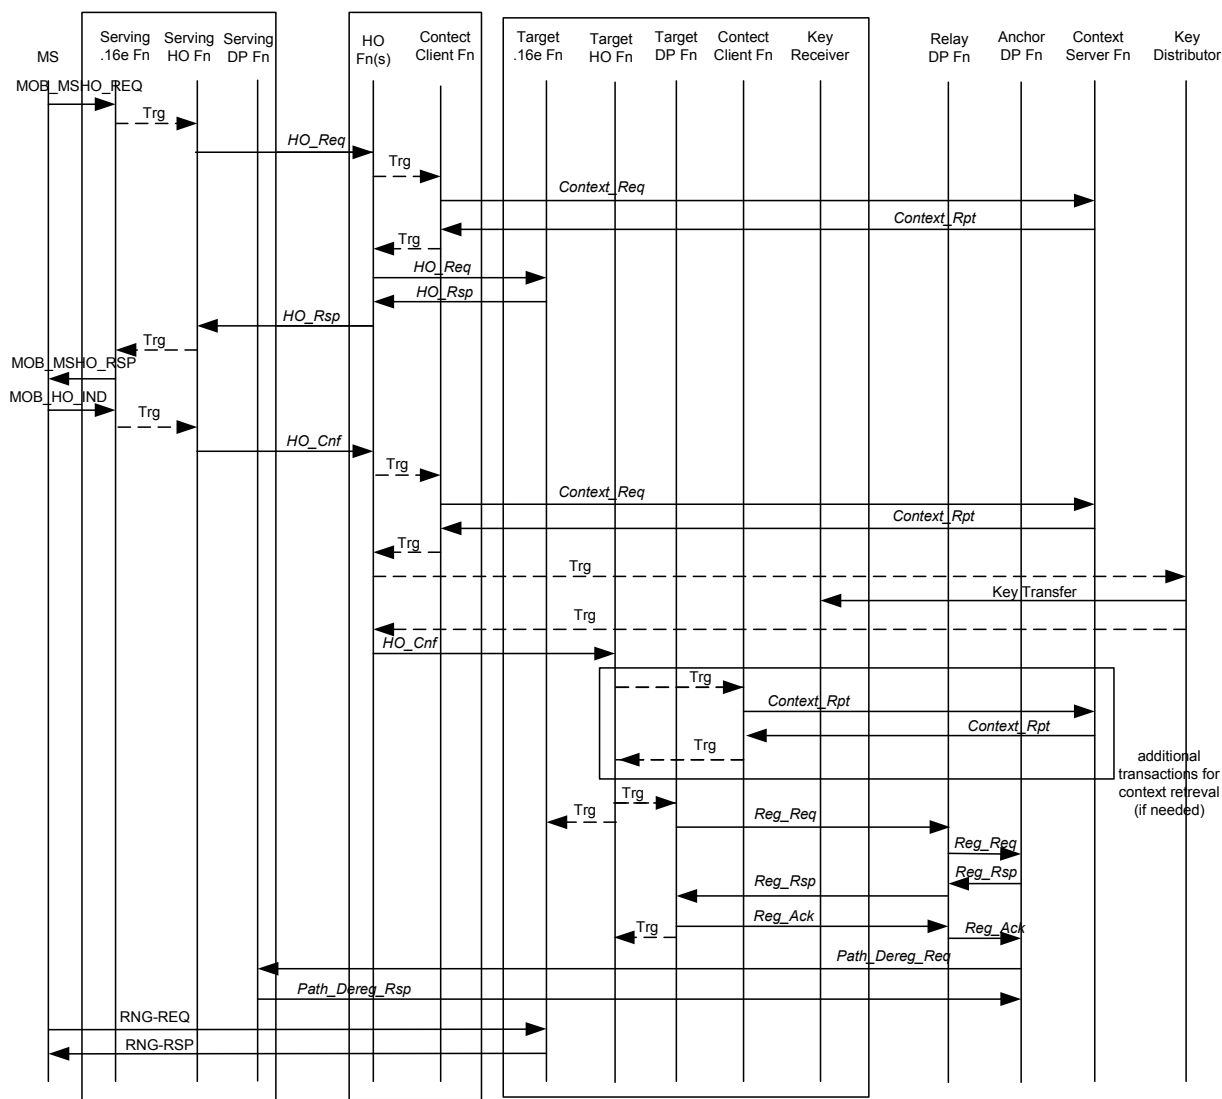 MS
Serving
.16e Fn
Serving
HO Fn
Serving
DP Fn
HO
Fn(s)
Contect
Client Fn
Target
.16e Fn
Target
HO Fn
Target
DP Fn
Contect
Client Fn
Key
Receiver
Relay
DP Fn
Anchor
DP Fn
Context
Server Fn
Key
Distributor
MOB_MSHO_REQ
Trg
HO_Req
Trg
Context_Req
Context_Rpt
Trg
HO_Req
HO_Rsp
HO_Rsp
Trg
MOB_MSHO_RSP
MOB_HO_IND
Trg
HO_Cnf
Trg
Context_Req
Context_Rpt
Trg
Trg
Key Transfer
Trg
HO_Cnf
Trg
Context_Rpt
Context_Rpt
Trg
additional
transactions for
context retreval
(if needed)
Trg
Trg
Reg_Req
Reg_Req
Reg_Rsp
Reg_Rsp
Reg_Ack
Trg
Reg_Ack
Path_Dereg_Req
Path_Dereg_Rsp
RNG-REQ
RNG-RSP